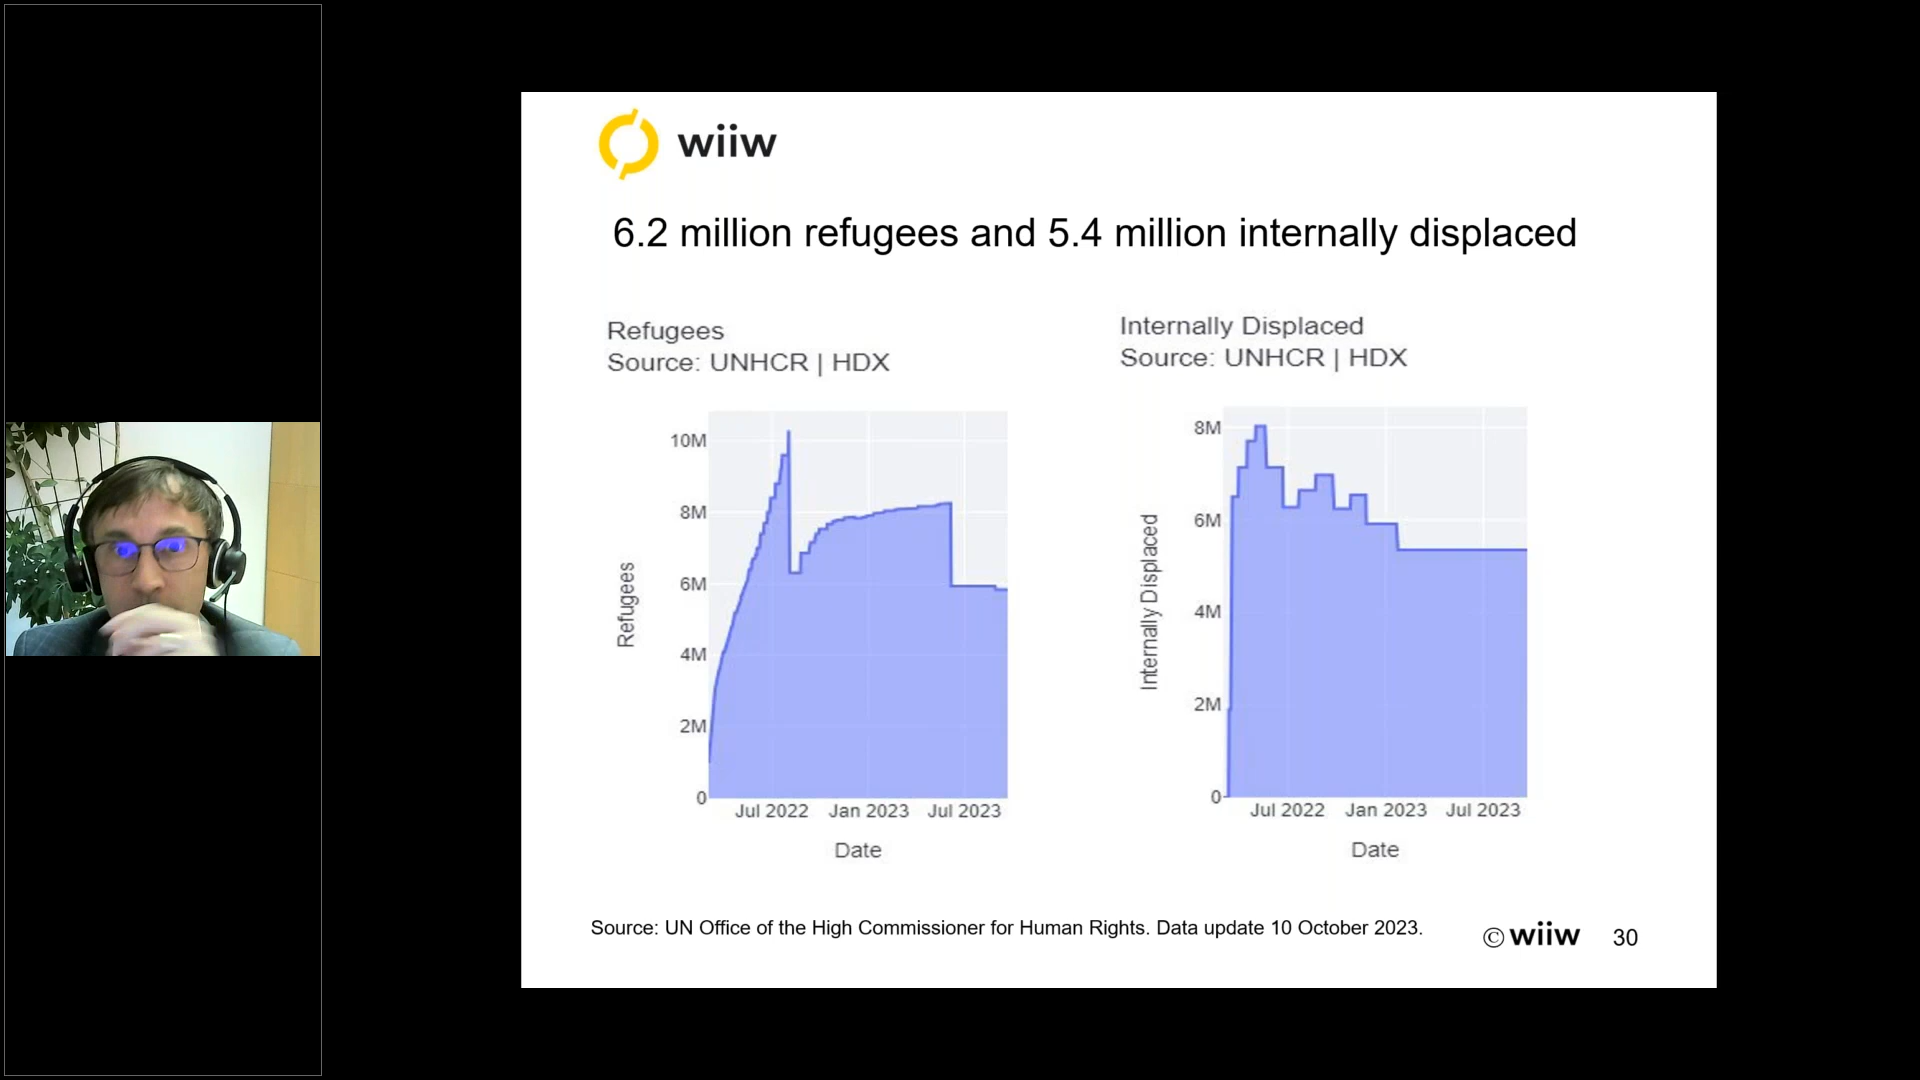 wiiw
6.2 million refugees and 5.4 million internally displaced
Refugees
Source: UNHCR | HDX
10M
8M
6M
4M
2M
0
Refugees
Jul 2022 Jan 2023 Jul 2023
Date
Internally Displaced
Source: UNHCR | HDX
8M
6M
4M
2M
0
Internally Displaced
Jul 2022 Jan 2023 Jul 2023
Date
Source: UN Office of the High Commissioner for Human Rights. Data update 10 October 2023.
© wiiw 30